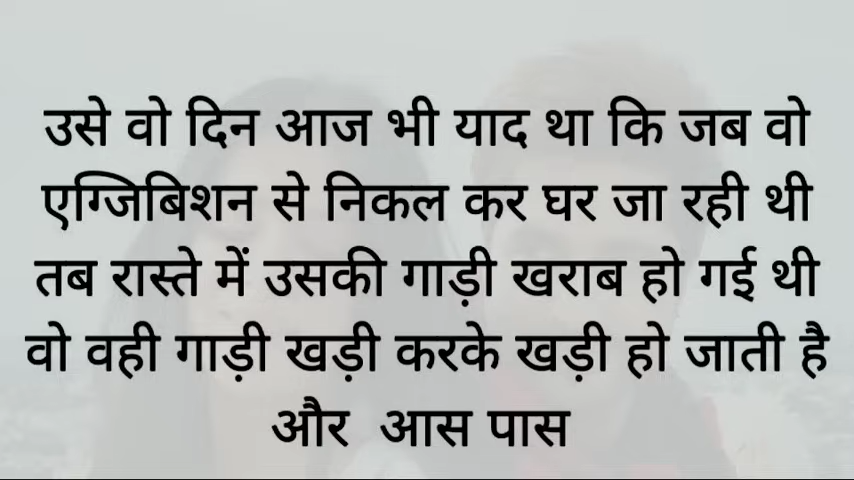 उसे वो दिन आज भी याद था कि जब वो
एग्जिबिशन से निकल कर घर जा रही थी
तब रास्ते में उसकी गाड़ी खराब हो गई थी
वो वही गाड़ी खड़ी करके खड़ी हो जाती है
और आस पास